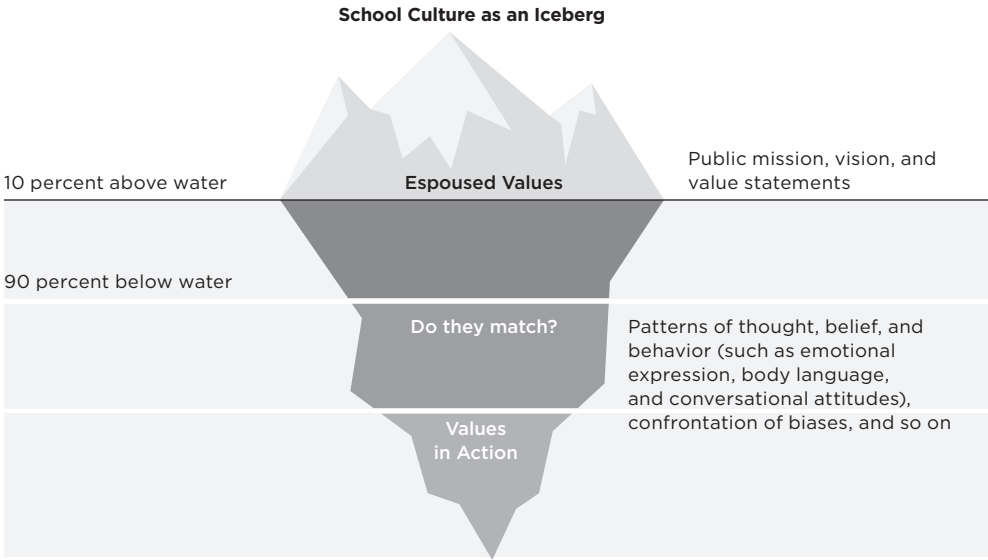 School Culture as an Iceberg
10 percent above water
Espoused Values
Public mission, vision, and
value statements
90 percent below water
Do they match?
Patterns of thought, belief, and
behavior (such as emotional
expression, body language,
and conversational attitudes),
confrontation of biases, and so on
Values
in Action